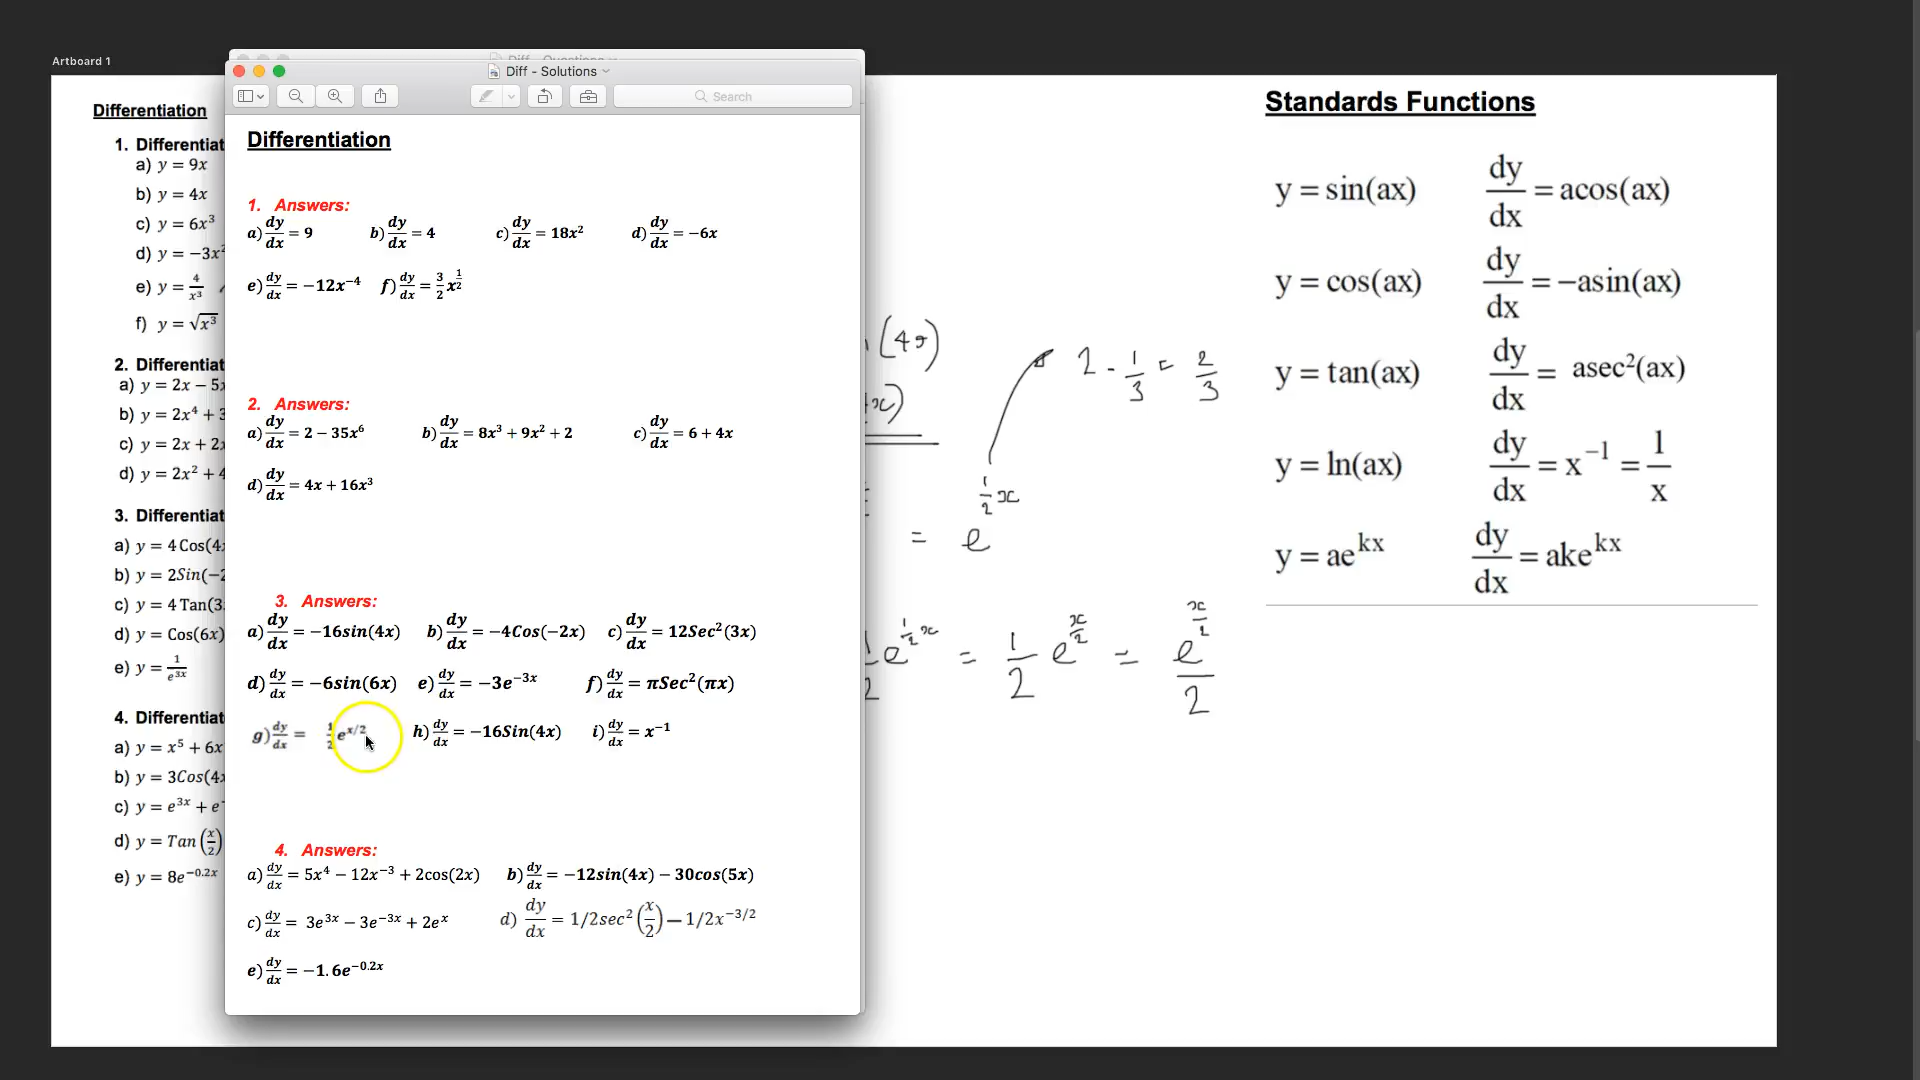 Artboard 1
Differentiation
1. Differentiat
a) y = 9x
b) y = 4x
c) y = 6x³
d) y = −3x²
e) y = 4/x³
f) y = √x³
2. Differentiat
a) y = 2x − 5x
b) y = 2x⁴ + 3
c) y = 2x + 2x
d) y = 2x² + 4
3. Differentiat
a) y = 4 Cos(4x
b) y = 2Sin(−2
c) y = 4 Tan(3x
d) y = Cos(6x)
e) y = 1/e³ˣ
4. Differentiat
a) y = x⁵ + 6x
b) y = 3Cos(4x
c) y = e³ˣ + e⁻
d) y = Tan (x/2)
e) y = 8e⁻⁰·²ˣ
Diff - Solutions
Search
Differentiation
1. Answers:
a) dy/dx = 9 b) dy/dx = 4 c) dy/dx = 18x² d) dy/dx = −6x
e) dy/dx = −12x⁻⁴ f) dy/dx = 3/2 x^(1/2)
2. Answers:
a) dy/dx = 2 − 35x⁶ b) dy/dx = 8x³ + 9x² + 2 c) dy/dx = 6 + 4x
d) dy/dx = 4x + 16x³
3. Answers:
a) dy/dx = −16sin(4x) b) dy/dx = −4Cos(−2x) c) dy/dx = 12Sec²(3x)
d) dy/dx = −6sin(6x) e) dy/dx = −3e⁻³ˣ f) dy/dx = πSec²(πx)
g) dy/dx = 1/2 e^(x/2) h) dy/dx = −16Sin(4x) i) dy/dx = x⁻¹
4. Answers:
a) dy/dx = 5x⁴ − 12x⁻³ + 2cos(2x) b) dy/dx = −12sin(4x) − 30cos(5x)
c) dy/dx = 3e³ˣ − 3e⁻³ˣ + 2eˣ d) dy/dx = 1/2sec² (x/2) − 1/2x^(−3/2)
e) dy/dx = −1.6e⁻⁰·²ˣ
2 - 1/3 = 2/3
= e^(1/2 x)
e^(1/2 x) = 1/2 e^(x/2) = e^(x/2)/2
Standards Functions
y = sin(ax) dy/dx = acos(ax)
y = cos(ax) dy/dx = −asin(ax)
y = tan(ax) dy/dx = asec²(ax)
y = ln(ax) dy/dx = x⁻¹ = 1/x
y = ae^kx dy/dx = ake^kx